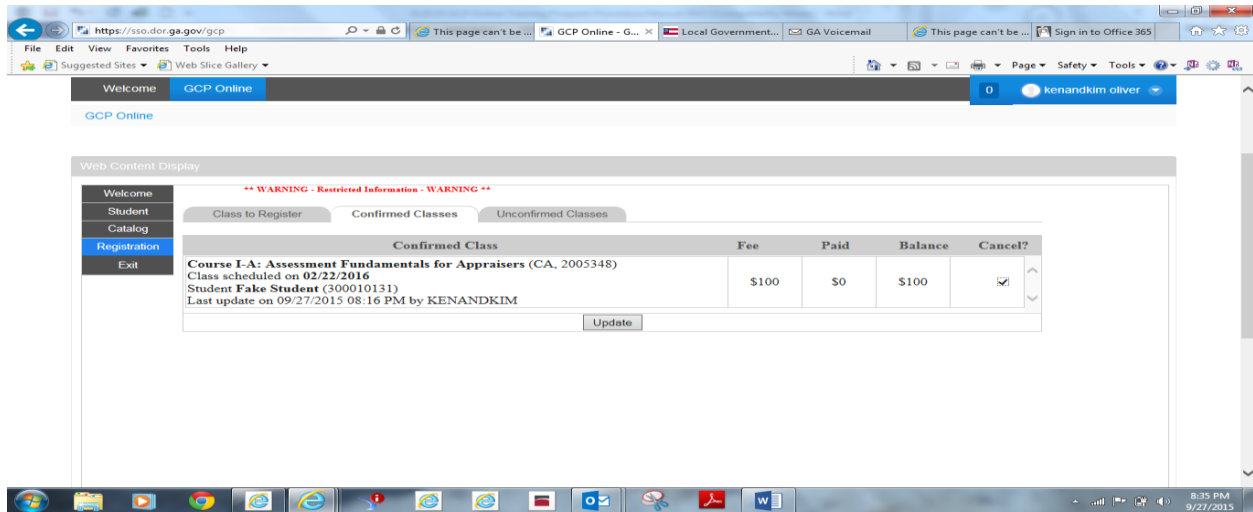 https://sso.dor.ga.gov/gcp
This page can't be ...
GCP Online - G...
Local Government...
GA Voicemail
This page can't be ...
Sign in to Office 365
File Edit View Favorites Tools Help
Suggested Sites Web Slice Gallery
Page Safety Tools
Welcome GCP Online
0 kenandkim oliver
GCP Online
Web Content Display
** WARNING - Restricted Information - WARNING **
Welcome
Student
Catalog
Registration
Exit
Class to Register Confirmed Classes Unconfirmed Classes
Confirmed Class Fee Paid Balance Cancel?
Course I-A: Assessment Fundamentals for Appraisers (CA, 2005348)
Class scheduled on 02/22/2016
Student Fake Student (300010131)
Last update on 09/27/2015 08:16 PM by KENANDKIM
$100 $0 $100
Update
8:35 PM
9/27/2015